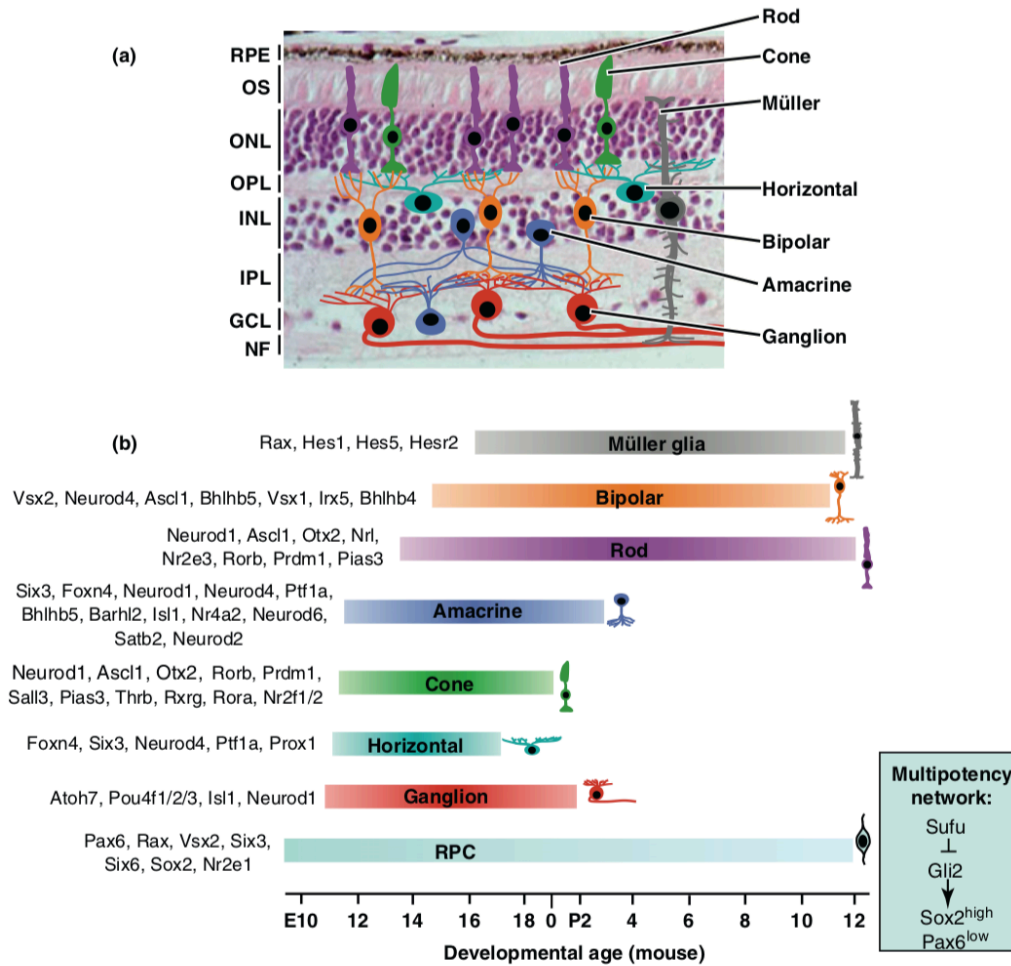 (a)
RPE
OS
ONL
OPL
INL
IPL
GCL
NF
Rod
Cone
Müller
Horizontal
Bipolar
Amacrine
Ganglion
(b)
Rax, Hes1, Hes5, Hesr2
Müller glia
Vsx2, Neurod4, Ascl1, Bhlhb5, Vsx1, Irx5, Bhlhb4
Bipolar
Neurod1, Ascl1, Otx2, Nrl,
Nr2e3, Rorb, Prdm1, Pias3
Rod
Six3, Foxn4, Neurod1, Neurod4, Ptf1a,
Bhlhb5, Barhl2, Isl1, Nr4a2, Neurod6,
Satb2, Neurod2
Amacrine
Neurod1, Ascl1, Otx2, Rorb, Prdm1,
Sall3, Pias3, Thrb, Rxrg, Rora, Nr2f1/2
Cone
Foxn4, Six3, Neurod4, Ptf1a, Prox1
Horizontal
Atoh7, Pou4f1/2/3, Isl1, Neurod1
Ganglion
Pax6, Rax, Vsx2, Six3,
Six6, Sox2, Nr2e1
RPC
E10 12 14 16 18 0 P2 4 6 8 10 12
Developmental age (mouse)
Multipotency
network:
Sufu
Gli2
Sox2high
Pax6low